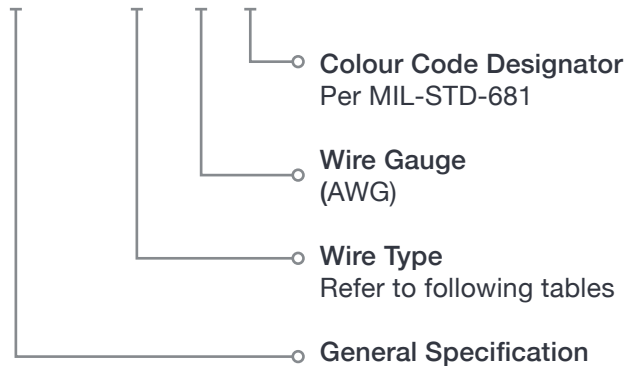 Colour Code Designator
Per MIL-STD-681
Wire Gauge
(AWG)
Wire Type
Refer to following tables
General Specification